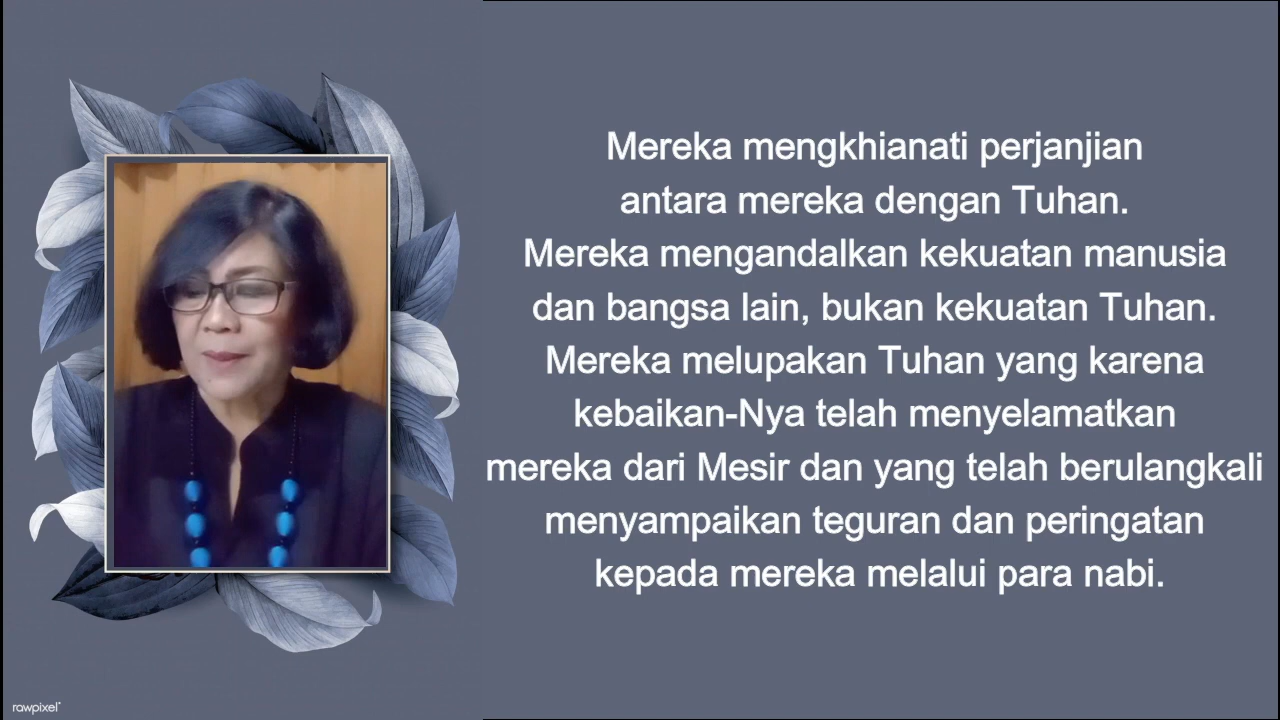 Mereka mengkhianati perjanjian
antara mereka dengan Tuhan.
Mereka mengandalkan kekuatan manusia
dan bangsa lain, bukan kekuatan Tuhan.
Mereka melupakan Tuhan yang karena
kebaikan-Nya telah menyelamatkan
mereka dari Mesir dan yang telah berulangkali
menyampaikan teguran dan peringatan
kepada mereka melalui para nabi.
rawpixel